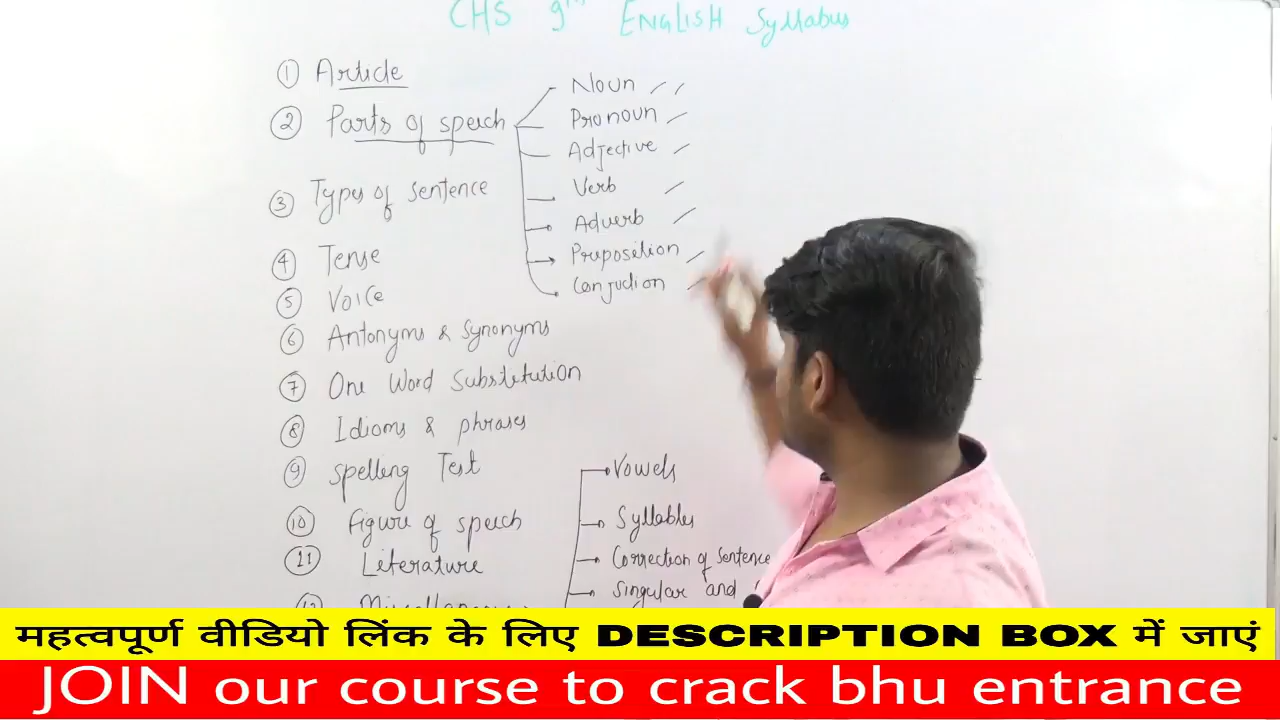 CHS 9th ENGLISH Syllabus
① Article
② Parts of speech
Noun
Pronoun
Adjective
Verb
Adverb
Preposition
Conjuction
③ Types of sentence
④ Tense
⑤ Voice
⑥ Antonyms & Synonyms
⑦ One Word Substitution
⑧ Idioms & phrases
⑨ Spelling Test
⑩ Figure of speech
⑪ Literature
⑫ Miscellaneous
Vowels
Syllables
Correction of Sentence
Singular and
महत्वपूर्ण वीडियो लिंक के लिए DESCRIPTION BOX में जाएं
JOIN our course to crack bhu entrance